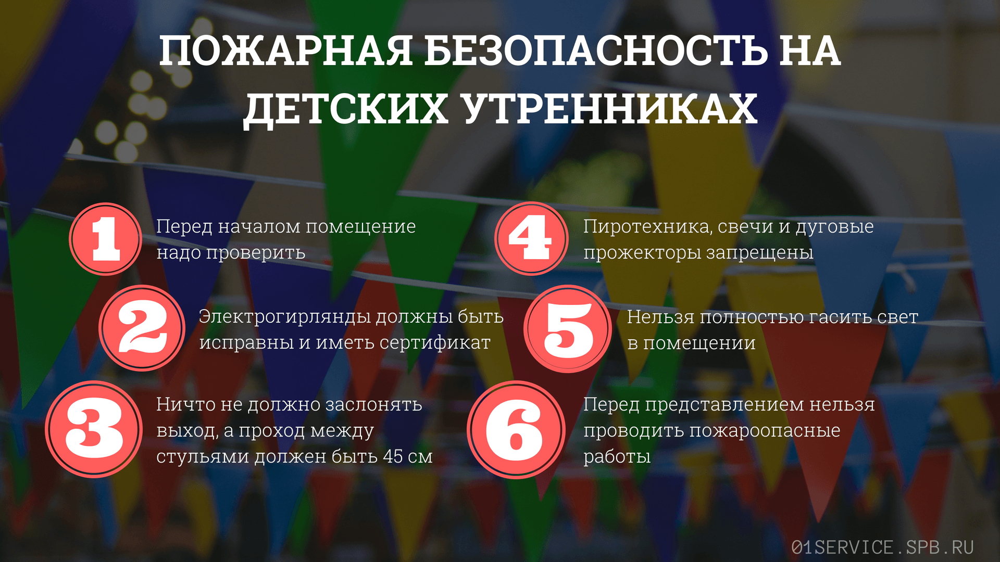 ПОЖАРНАЯ БЕЗОПАСНОСТЬ НА
ДЕТСКИХ УТРЕННИКАХ
1
Перед началом помещение
надо проверить
2
Электрогирлянды должны быть
исправны и иметь сертификат
3
Ничто не должно заслонять
выход, а проход между
стульями должен быть 45 см
4
Пиротехника, свечи и дуговые
прожекторы запрещены
5
Нельзя полностью гасить свет
в помещении
6
Перед представлением нельзя
проводить пожароопасные
работы
01SERVICE.SPB.RU